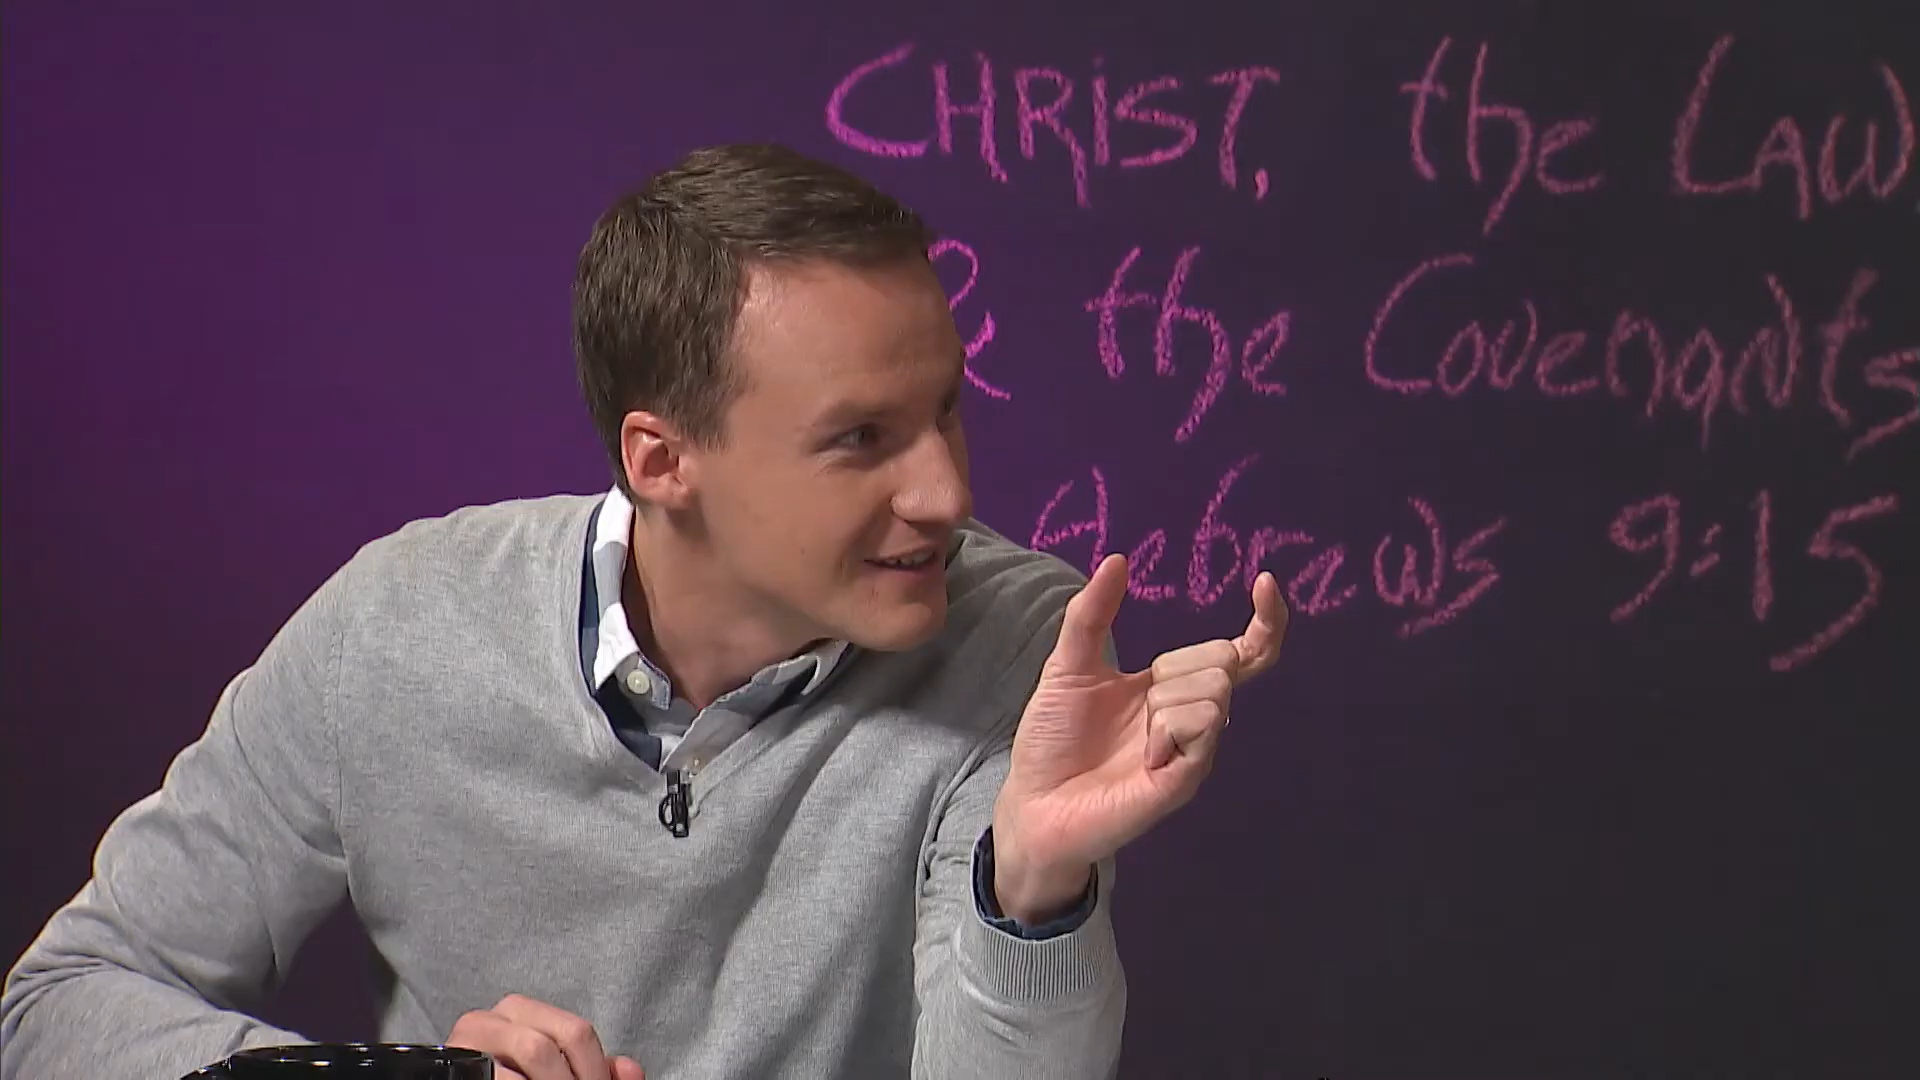 CHRIST, the LAW,
& the Covenants
Hebrews 9:15